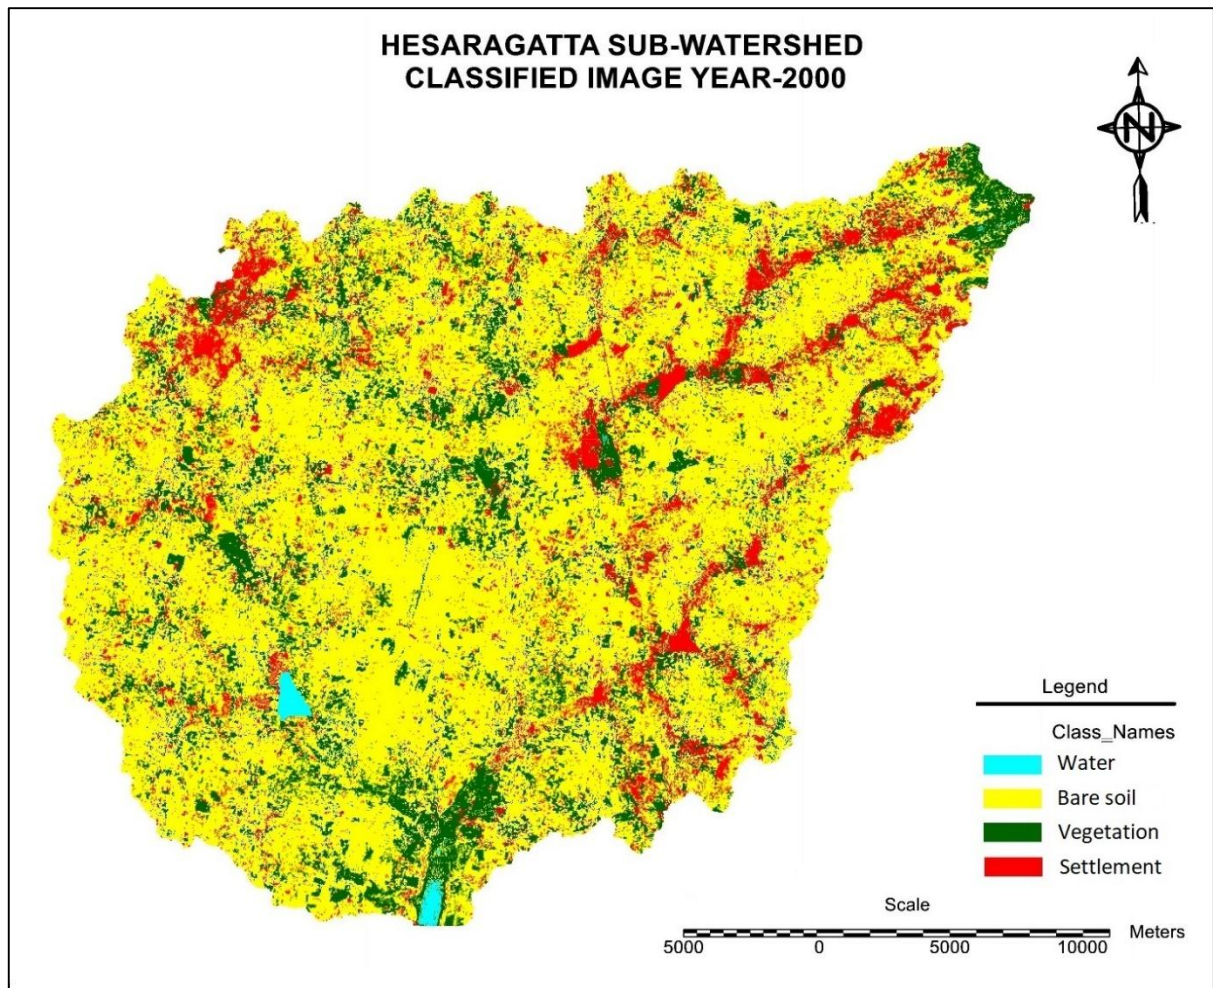 HESARAGATTA SUB-WATERSHED
CLASSIFIED IMAGE YEAR-2000
N
Legend
Class_Names
Water
Bare soil
Vegetation
Settlement
Scale
5000 0 5000 10000 Meters